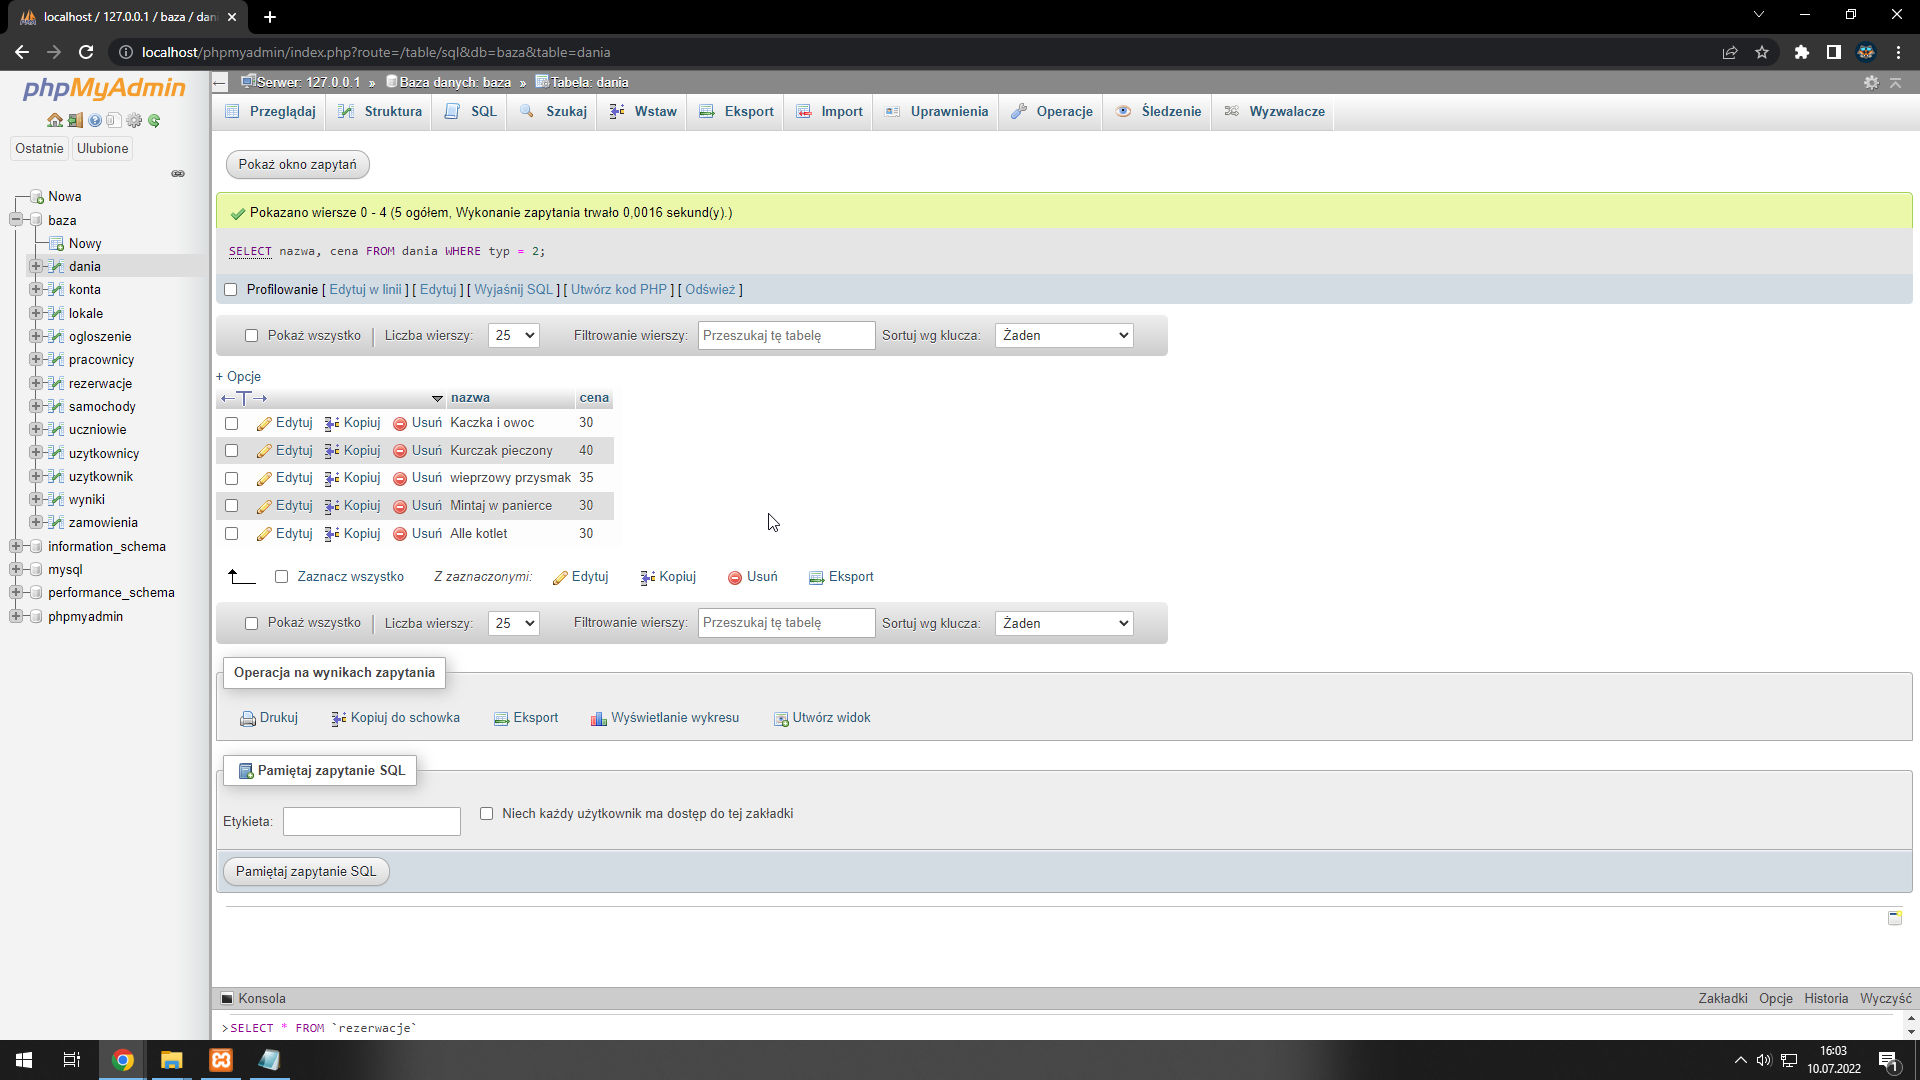 localhost / 127.0.0.1 / baza / dani
localhost/phpmyadmin/index.php?route=/table/sql&db=baza&table=dania
phpMyAdmin
Ostatnie Ulubione
Nowa
baza
Nowy
dania
konta
lokale
ogloszenie
pracownicy
rezerwacje
samochody
uczniowie
uzytkownicy
uzytkownik
wyniki
zamowienia
information_schema
mysql
performance_schema
phpmyadmin
Serwer: 127.0.0.1 » Baza danych: baza » Tabela: dania
Przeglądaj Struktura SQL Szukaj Wstaw Eksport Import Uprawnienia Operacje Śledzenie Wyzwalacze
Pokaż okno zapytań
Pokazano wiersze 0 - 4 (5 ogółem, Wykonanie zapytania trwało 0,0016 sekund(y).)
SELECT nazwa, cena FROM dania WHERE typ = 2;
Profilowanie [ Edytuj w linii ] [ Edytuj ] [ Wyjaśnij SQL ] [ Utwórz kod PHP ] [ Odśwież ]
Pokaż wszystko Liczba wierszy: 25 Filtrowanie wierszy: Przeszukaj tę tabelę Sortuj wg klucza: Żaden
+ Opcje
←T→ nazwa cena
Edytuj Kopiuj Usuń Kaczka i owoc 30
Edytuj Kopiuj Usuń Kurczak pieczony 40
Edytuj Kopiuj Usuń wieprzowy przysmak 35
Edytuj Kopiuj Usuń Mintaj w panierce 30
Edytuj Kopiuj Usuń Alle kotlet 30
Zaznacz wszystko Z zaznaczonymi: Edytuj Kopiuj Usuń Eksport
Pokaż wszystko Liczba wierszy: 25 Filtrowanie wierszy: Przeszukaj tę tabelę Sortuj wg klucza: Żaden
Operacja na wynikach zapytania
Drukuj Kopiuj do schowka Eksport Wyświetlanie wykresu Utwórz widok
Pamiętaj zapytanie SQL
Etykieta: Niech każdy użytkownik ma dostęp do tej zakładki
Pamiętaj zapytanie SQL
Konsola Zakładki Opcje Historia Wyczyść
>SELECT * FROM `rezerwacje`
16:03
10.07.2022
1